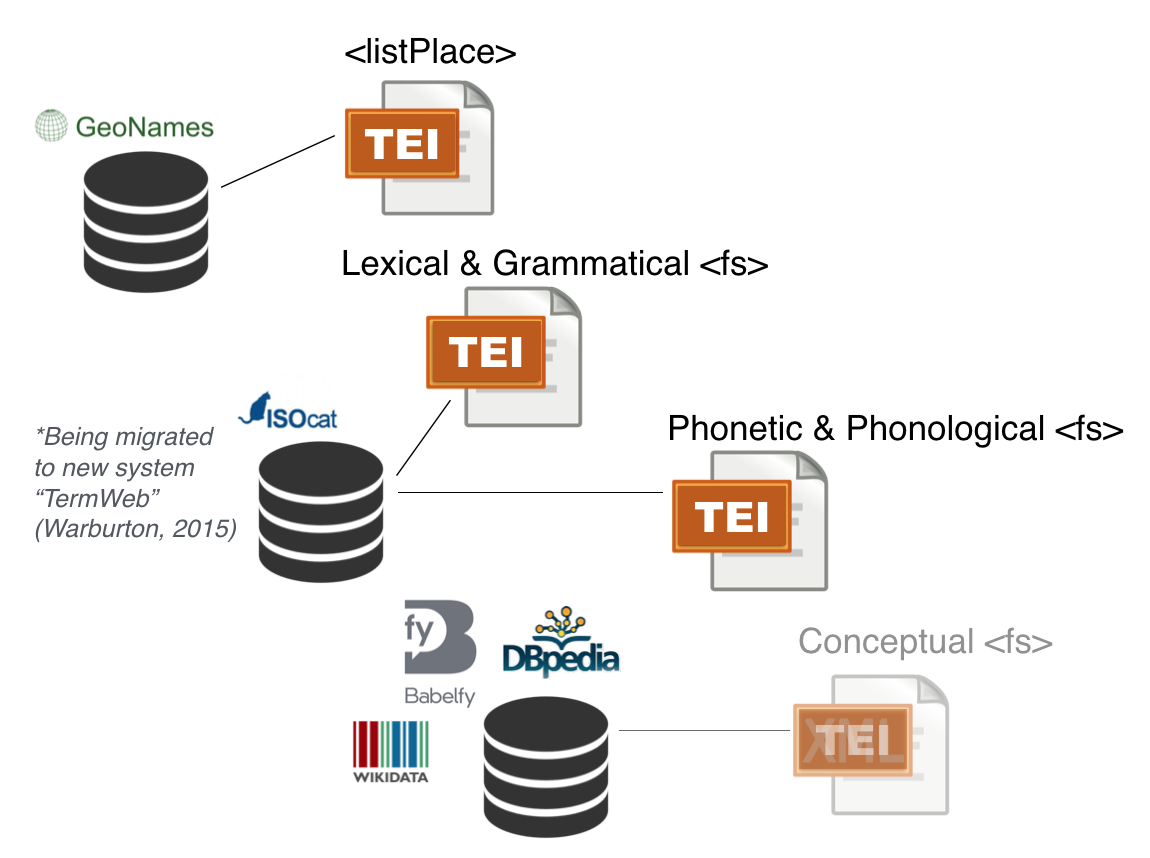 <listPlace>
GeoNames
TEI
Lexical & Grammatical <fs>
TEI
ISOcat
*Being migrated
to new system
“TermWeb”
(Warburton, 2015)
Phonetic & Phonological <fs>
TEI
fy B
Babelfy
DBpedia
WIKIDATA
Conceptual <fs>
XML
TEI